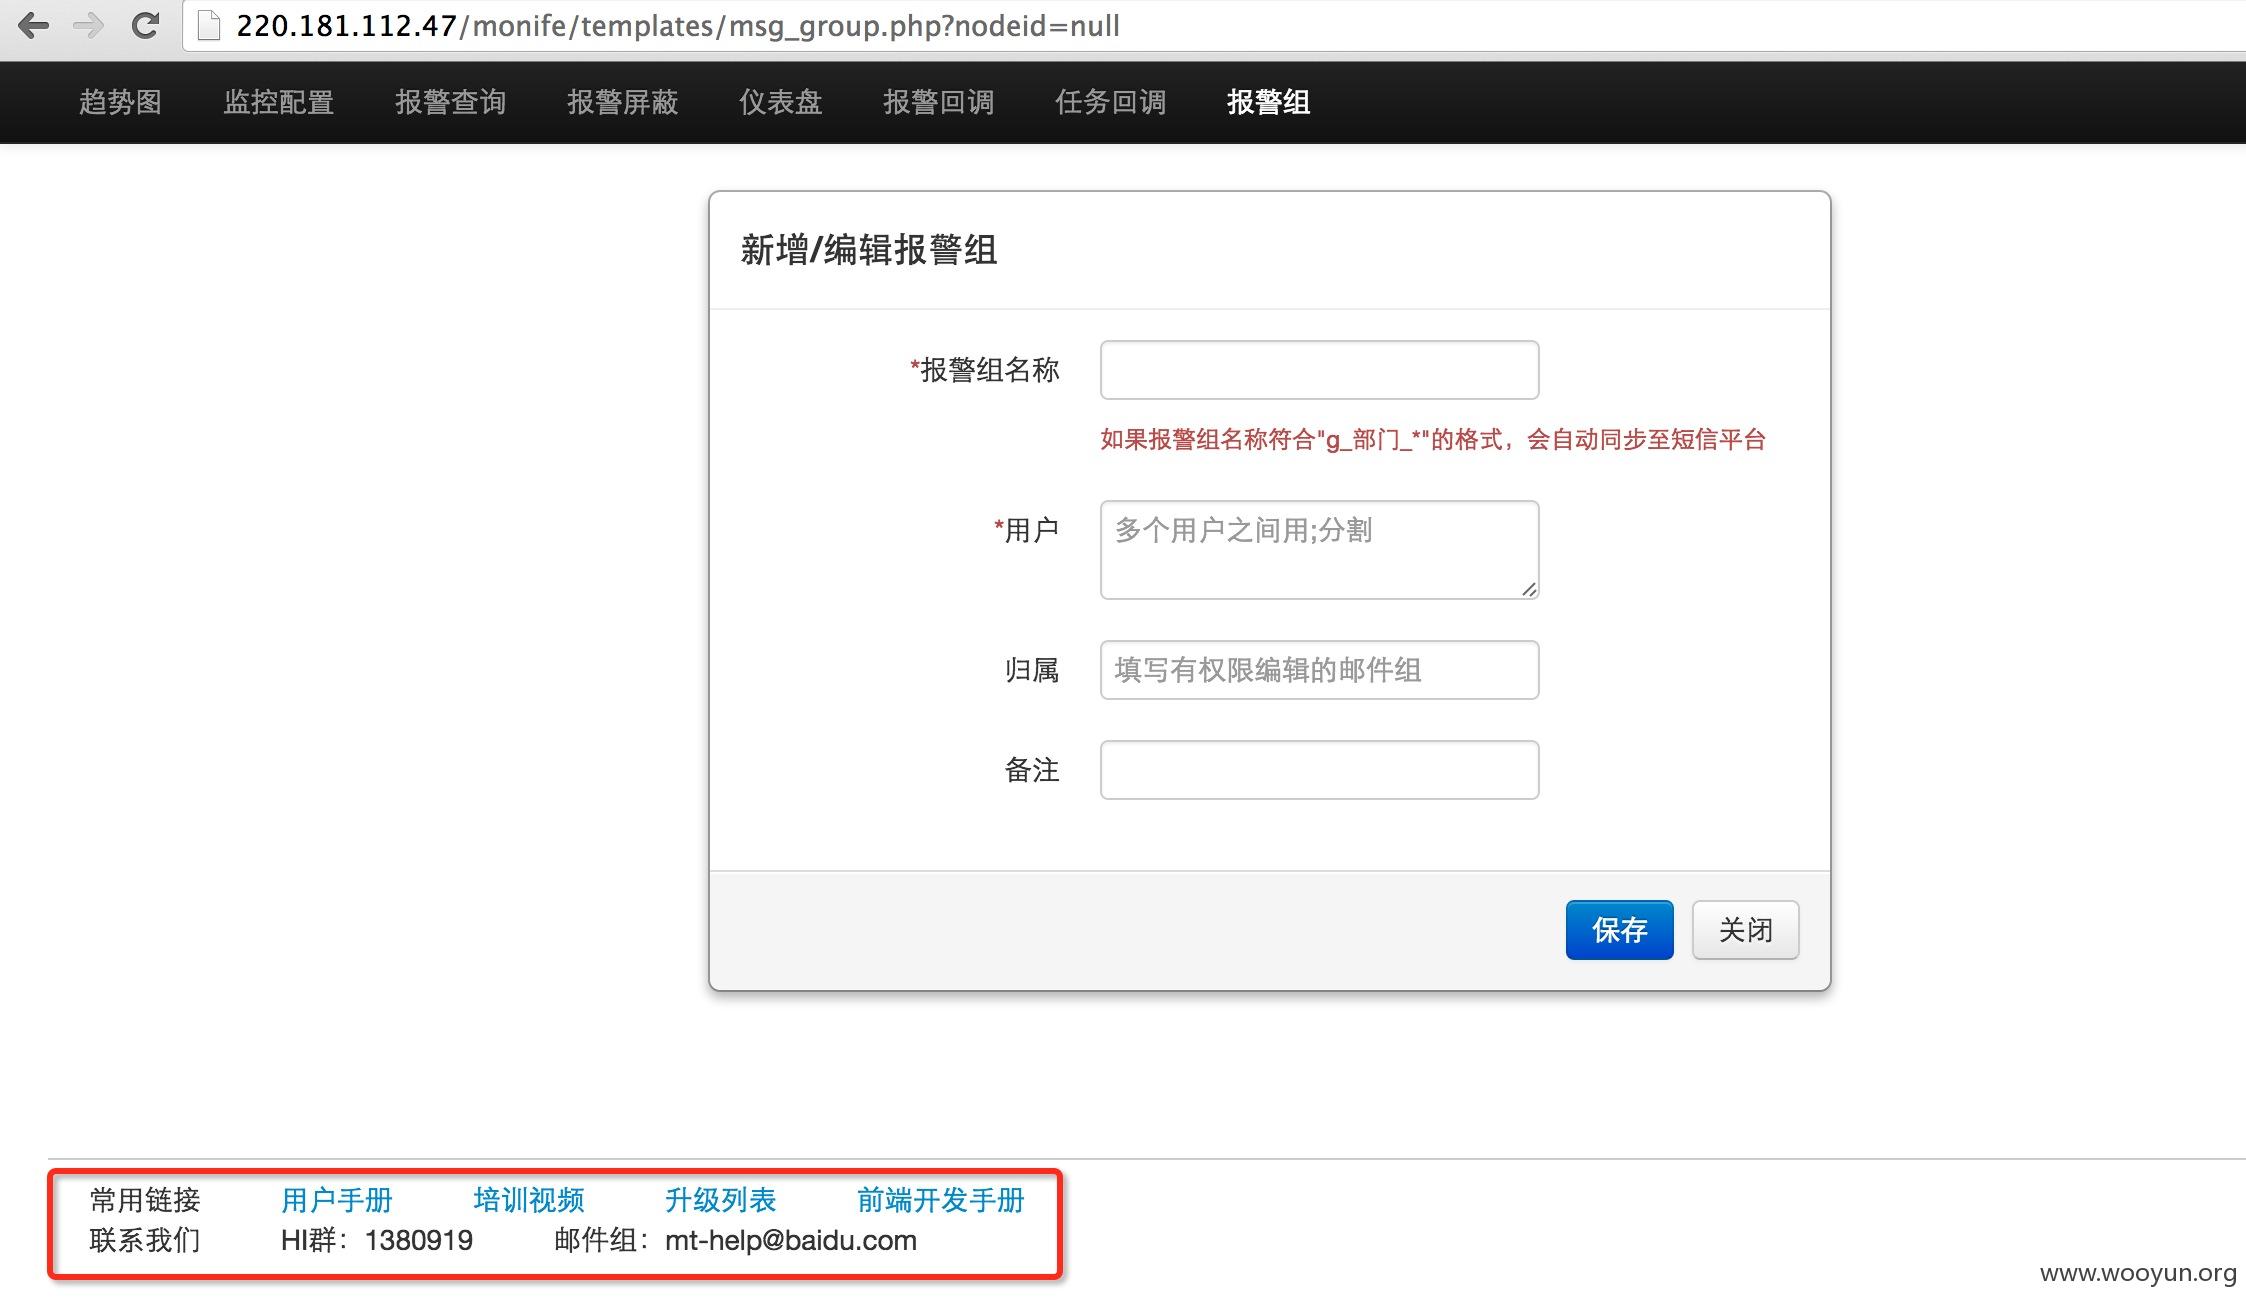 220.181.112.47/monife/templates/msg_group.php?nodeid=null
趋势图 监控配置 报警查询 报警屏蔽 仪表盘 报警回调 任务回调 报警组
新增/编辑报警组
*报警组名称
如果报警组名称符合"g_部门_*"的格式，会自动同步至短信平台
*用户 多个用户之间用;分割
归属 填写有权限编辑的邮件组
备注
保存 关闭
常用链接 用户手册 培训视频 升级列表 前端开发手册
联系我们 HI群：1380919 邮件组：mt-help@baidu.com
www.wooyun.org